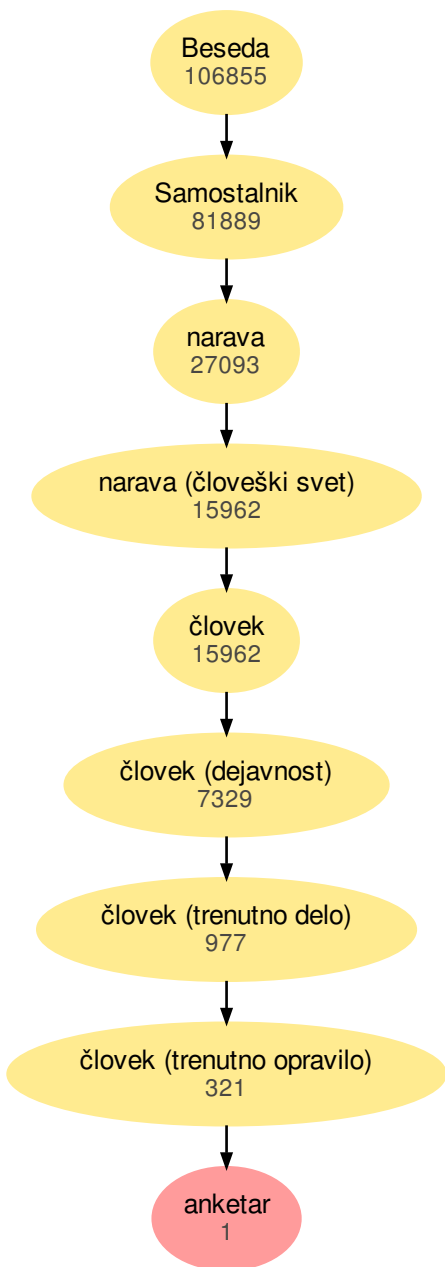 Beseda
106855
Samostalnik
81889
narava
27093
narava (človeški svet)
15962
človek
15962
človek (dejavnost)
7329
človek (trenutno delo)
977
človek (trenutno opravilo)
321
anketar
1